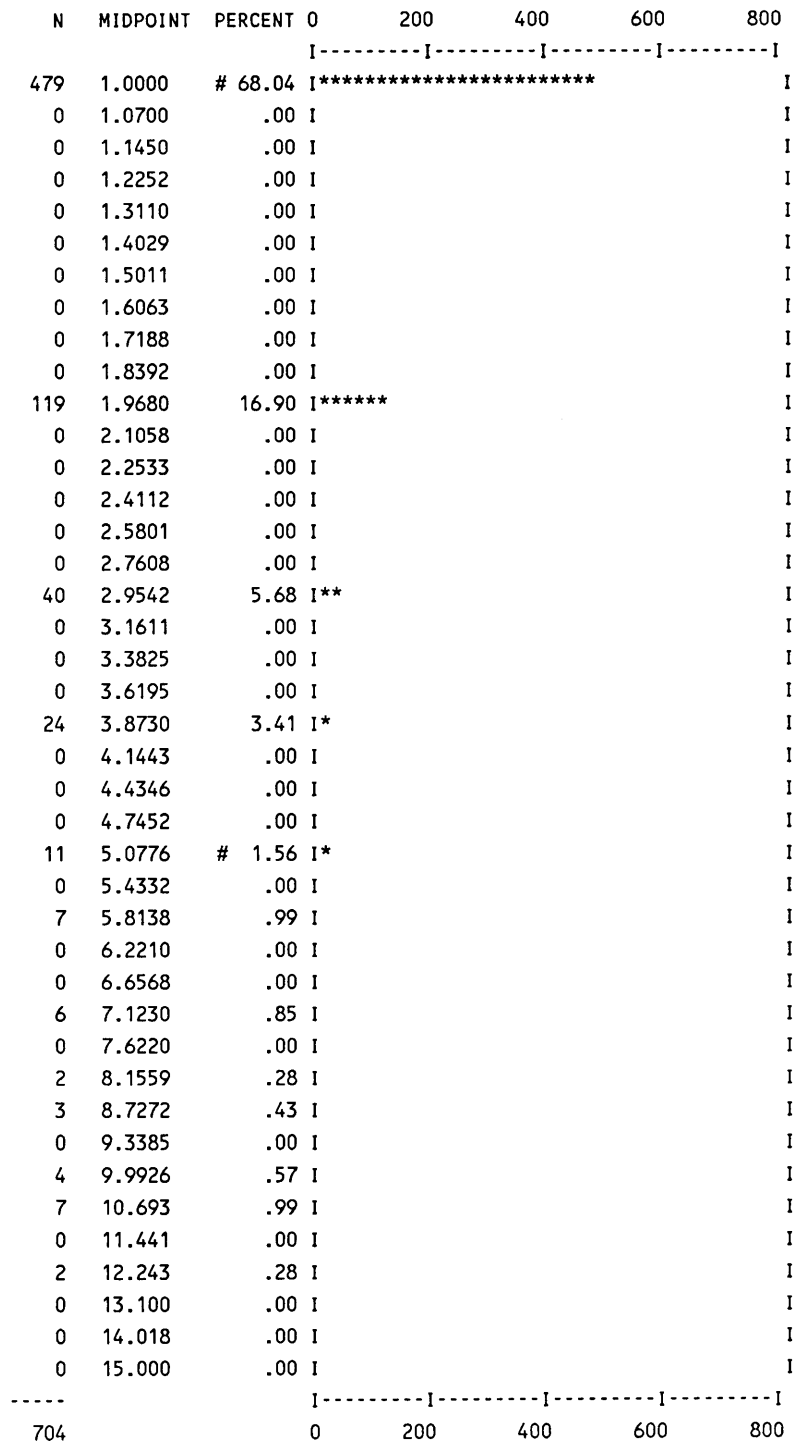 N MIDPOINT PERCENT 0 200 400 600 800
I---------I---------I---------I---------I
479 1.0000 # 68.04 I************************ I
0 1.0700 .00 I I
0 1.1450 .00 I I
0 1.2252 .00 I I
0 1.3110 .00 I I
0 1.4029 .00 I I
0 1.5011 .00 I I
0 1.6063 .00 I I
0 1.7188 .00 I I
0 1.8392 .00 I I
119 1.9680 16.90 I****** I
0 2.1058 .00 I I
0 2.2533 .00 I I
0 2.4112 .00 I I
0 2.5801 .00 I I
0 2.7608 .00 I I
40 2.9542 5.68 I** I
0 3.1611 .00 I I
0 3.3825 .00 I I
0 3.6195 .00 I I
24 3.8730 3.41 I* I
0 4.1443 .00 I I
0 4.4346 .00 I I
0 4.7452 .00 I I
11 5.0776 # 1.56 I* I
0 5.4332 .00 I I
7 5.8138 .99 I I
0 6.2210 .00 I I
0 6.6568 .00 I I
6 7.1230 .85 I I
0 7.6220 .00 I I
2 8.1559 .28 I I
3 8.7272 .43 I I
0 9.3385 .00 I I
4 9.9926 .57 I I
7 10.693 .99 I I
0 11.441 .00 I I
2 12.243 .28 I I
0 13.100 .00 I I
0 14.018 .00 I I
0 15.000 .00 I I
----- I---------I---------I---------I---------I
704 0 200 400 600 800